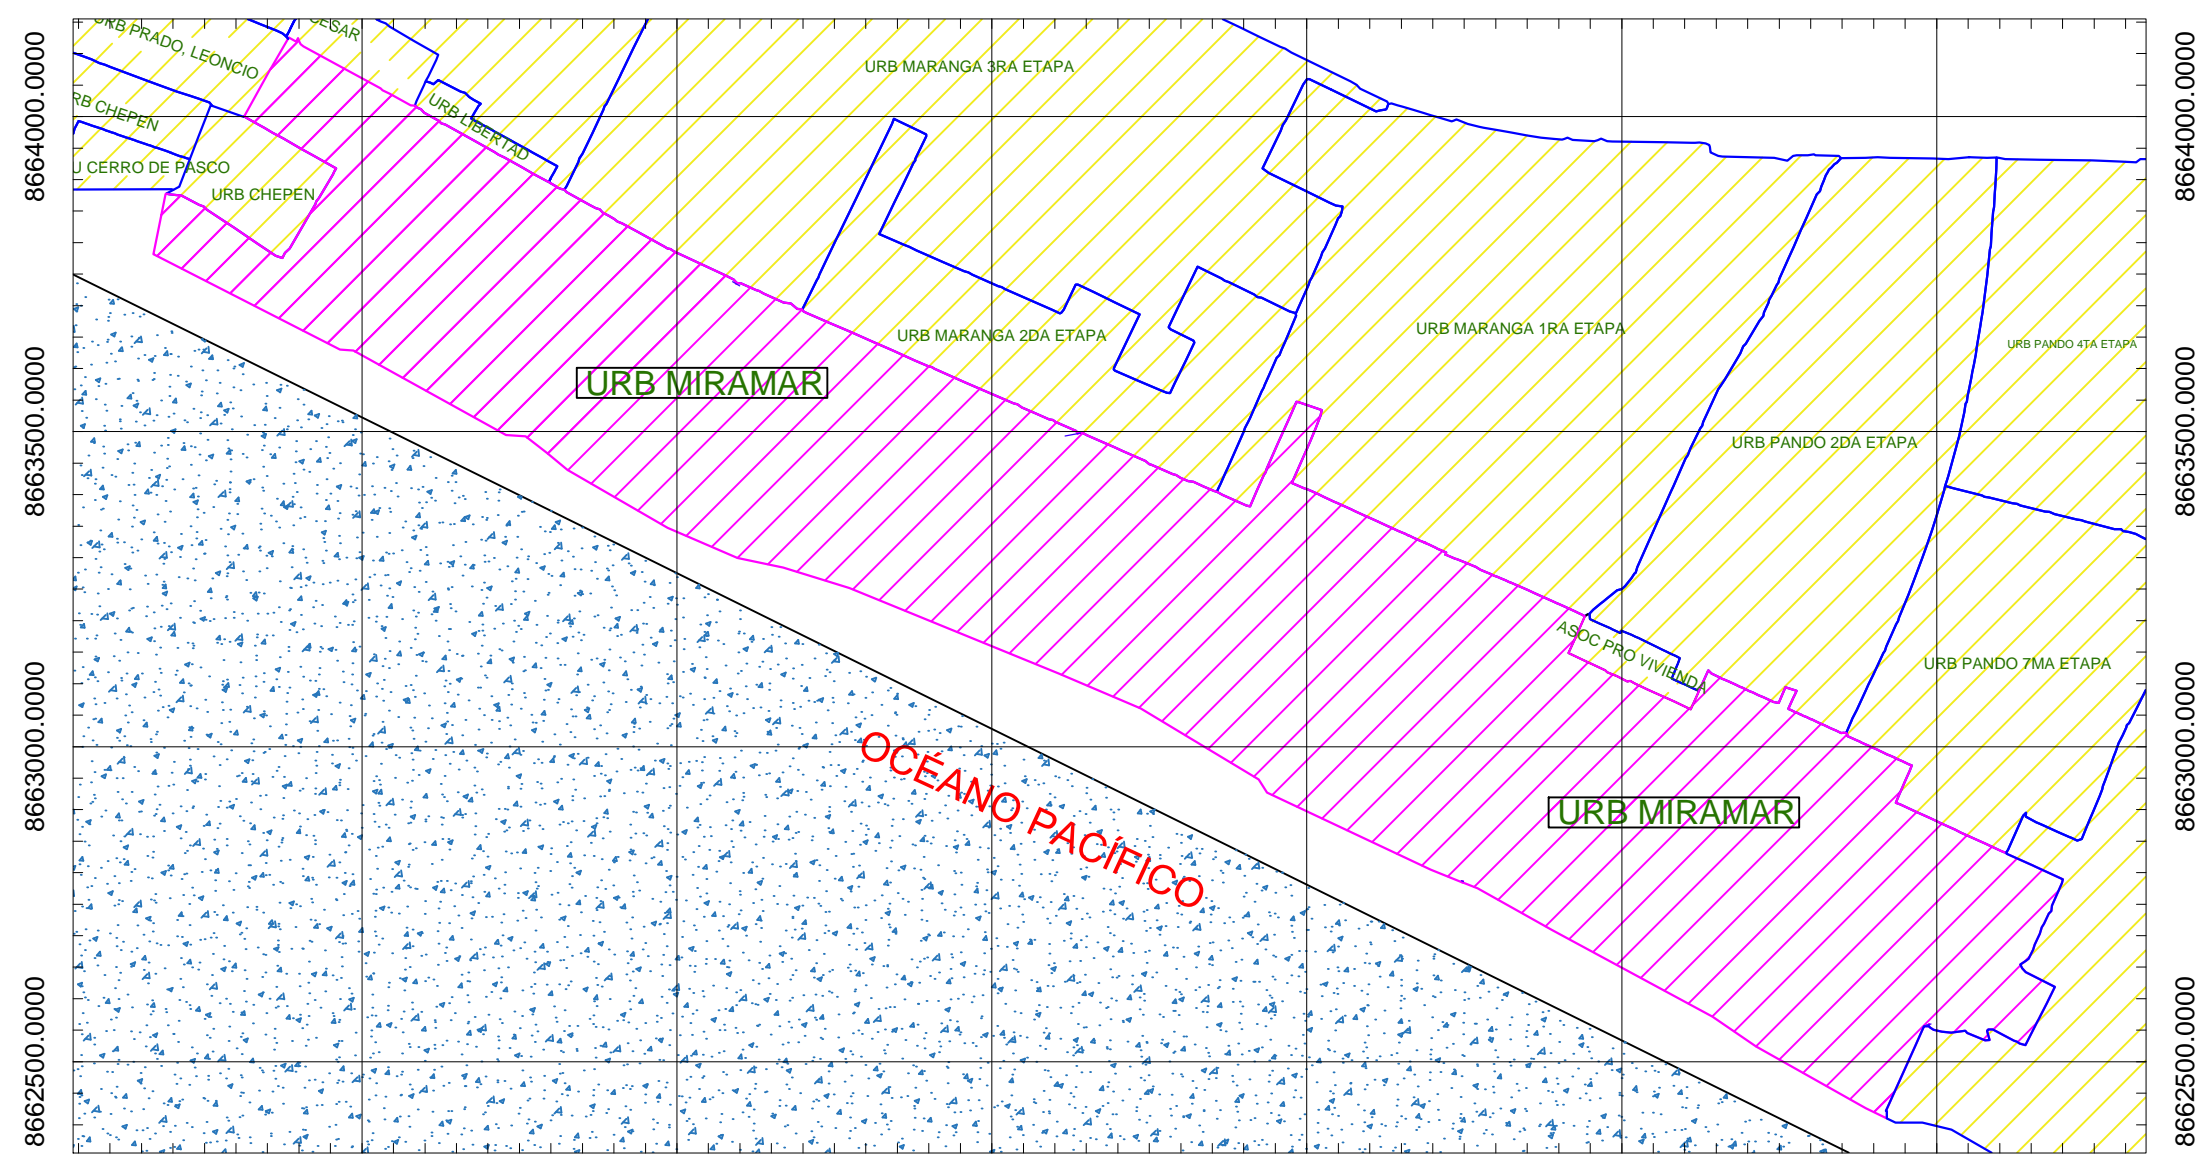 URB PRADO, LEONCIO
CESAR
URB MARANGA 3RA ETAPA
8664000.0000
8664000.0000
RB CHEPEN
URB LIBERTAD
U CERRO DE PASCO
URB CHEPEN
URB MARANGA 2DA ETAPA
URB MARANGA 1RA ETAPA
URB PANDO 4TA ETAPA
URB MIRAMAR
8663500.0000
8663500.0000
URB PANDO 2DA ETAPA
ASOC PRO VIVIENDA
URB PANDO 7MA ETAPA
8663000.0000
8663000.0000
OCÉANO PACÍFICO
URB MIRAMAR
8662500.0000
8662500.0000